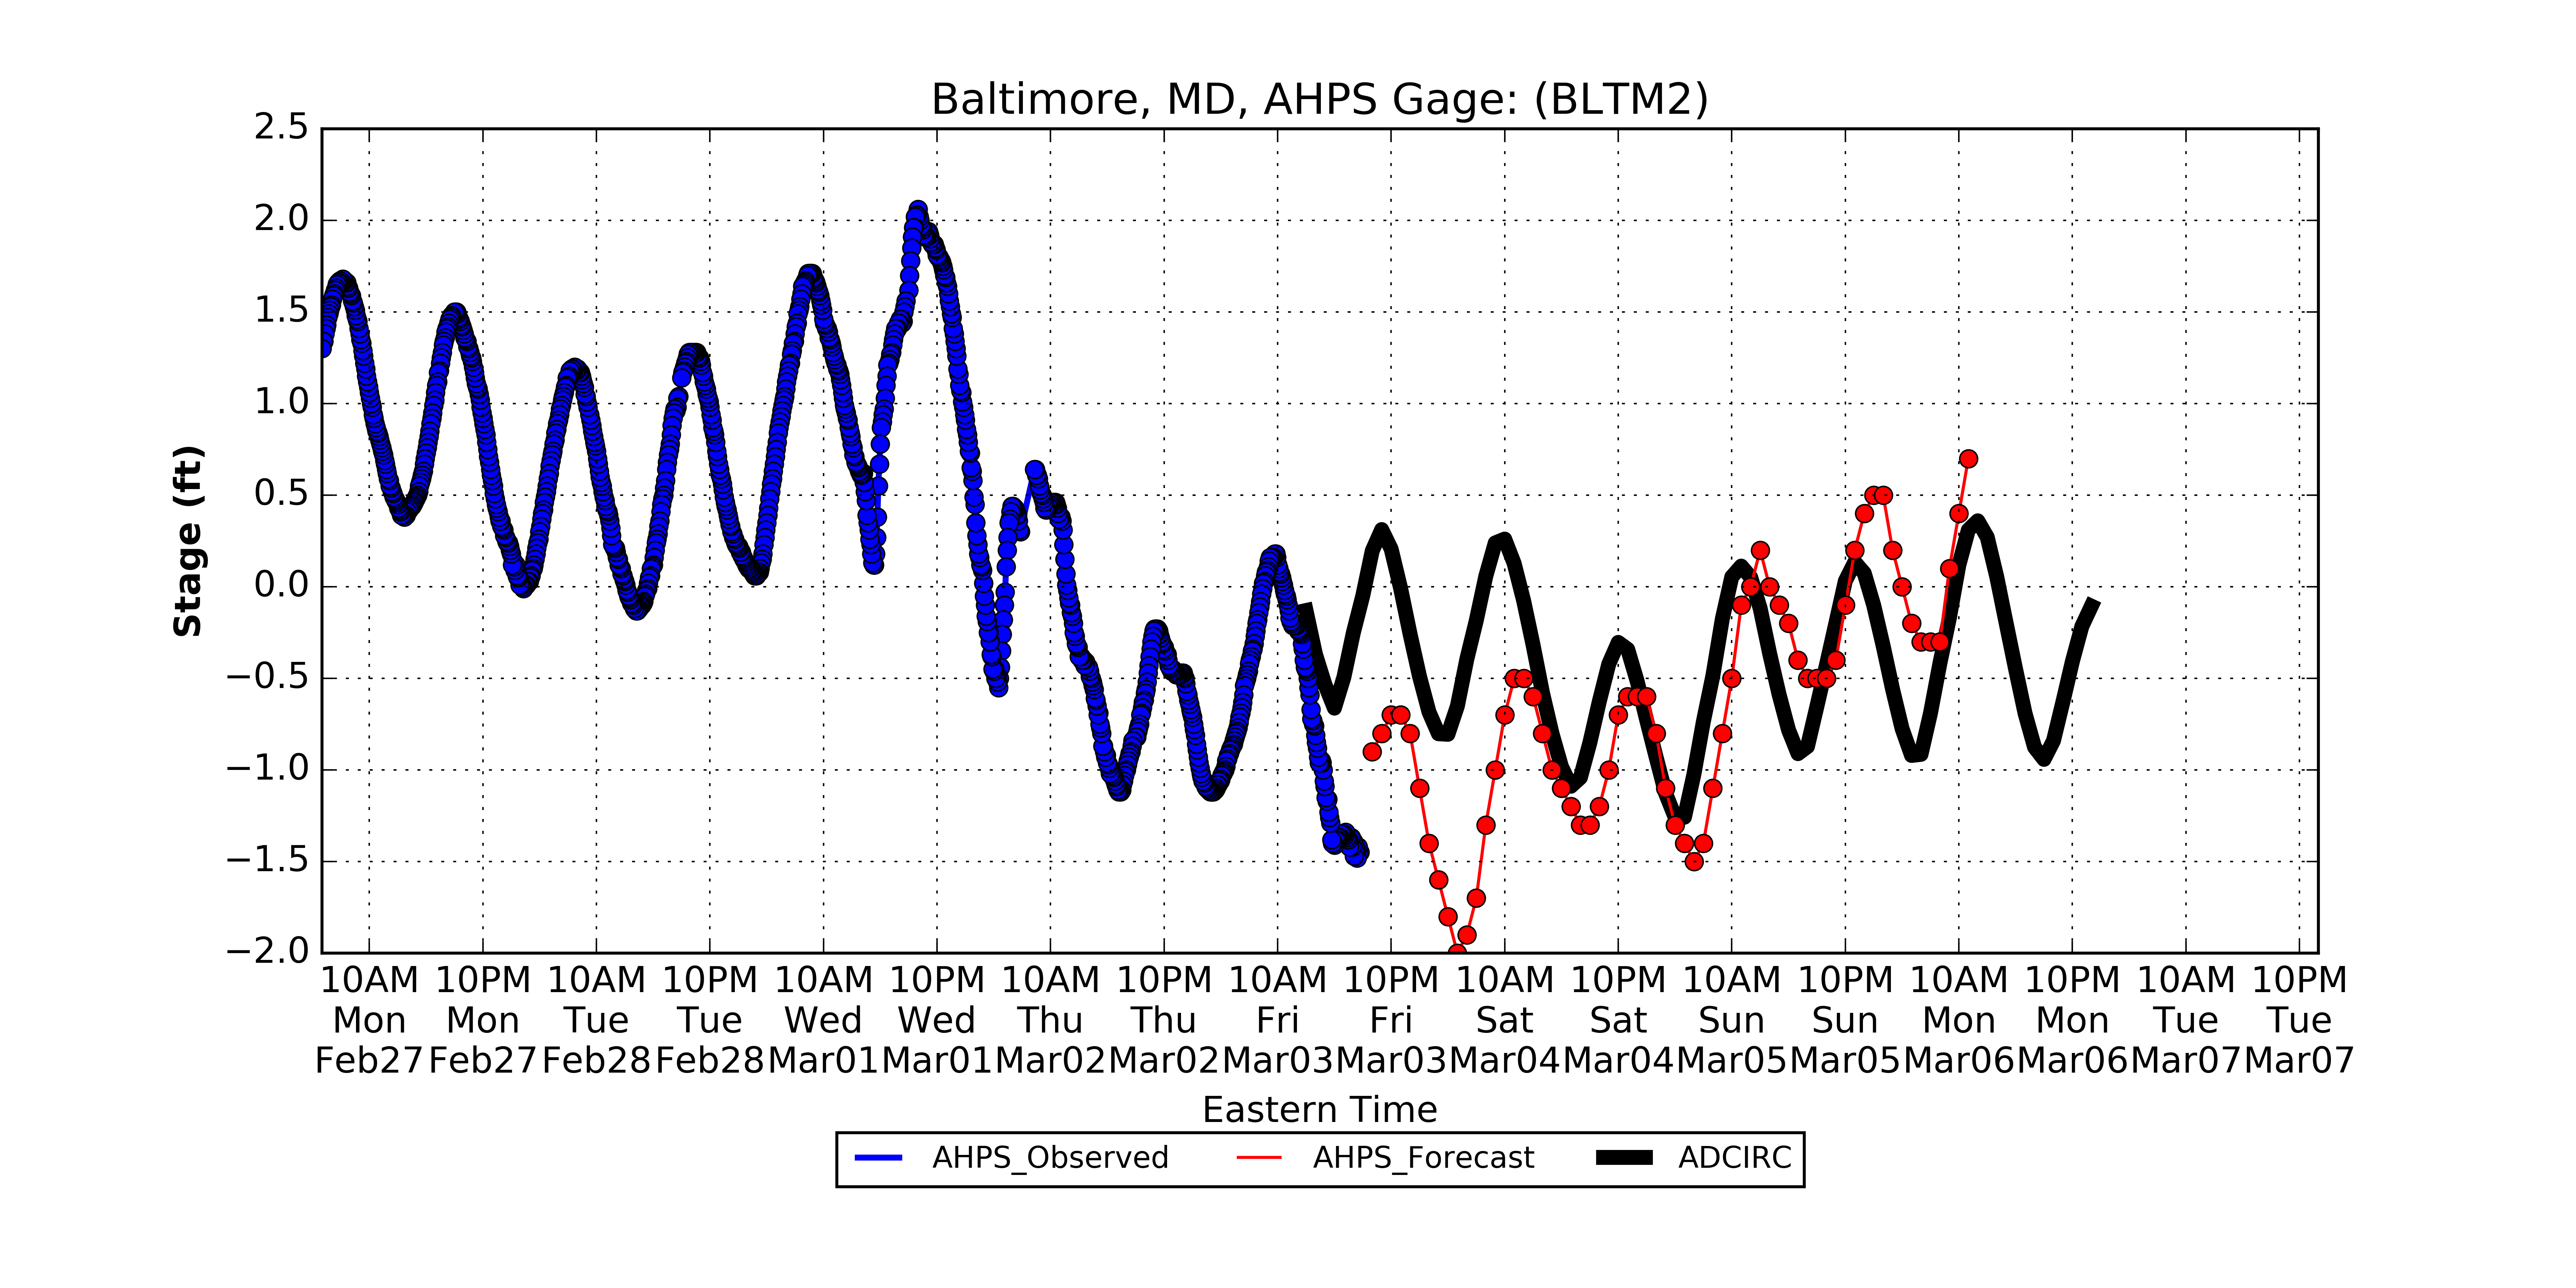 Baltimore, MD, AHPS Gage: (BLTM2)
2.5
2.0
1.5
1.0
0.5
0.0
−0.5
−1.0
−1.5
−2.0
Stage (ft)
10AM 10PM 10AM 10PM 10AM 10PM 10AM 10PM 10AM 10PM 10AM 10PM 10AM 10PM 10AM 10PM 10AM 10PM
Mon Mon Tue Tue Wed Wed Thu Thu Fri Fri Sat Sat Sun Sun Mon Mon Tue Tue
Feb27 Feb27 Feb28 Feb28 Mar01 Mar01 Mar02 Mar02 Mar03 Mar03 Mar04 Mar04 Mar05 Mar05 Mar06 Mar06 Mar07 Mar07
Eastern Time
AHPS_Observed AHPS_Forecast ADCIRC